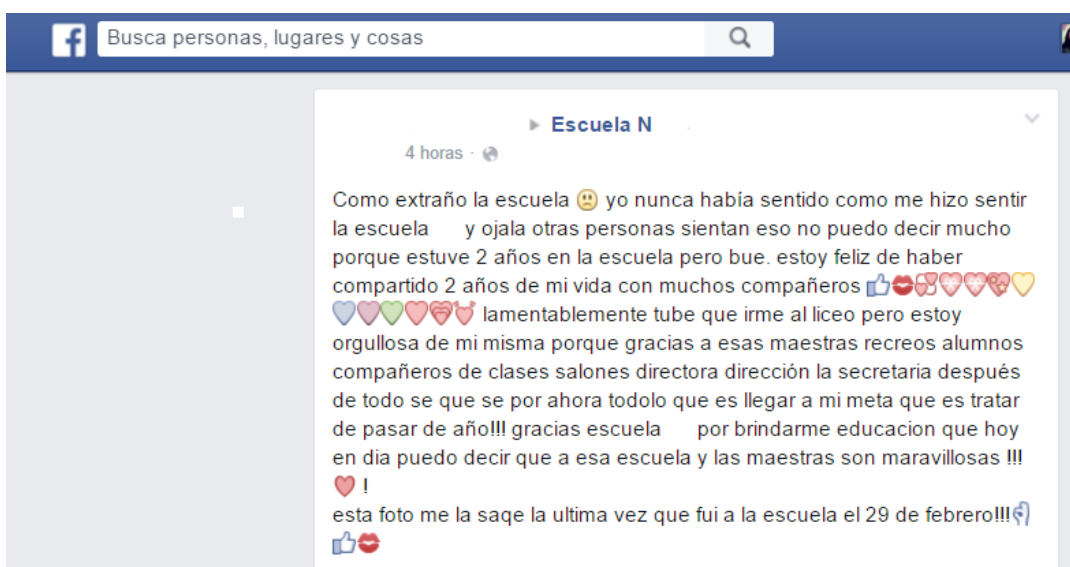 f
Busca personas, lugares y cosas
Escuela N
4 horas ·
Como extraño la escuela yo nunca había sentido como me hizo sentir
la escuela y ojala otras personas sientan eso no puedo decir mucho
porque estuve 2 años en la escuela pero bue. estoy feliz de haber
compartido 2 años de mi vida con muchos compañeros
lamentablemente tube que irme al liceo pero estoy
orgullosa de mi misma porque gracias a esas maestras recreos alumnos
compañeros de clases salones directora dirección la secretaria después
de todo se que se por ahora todolo que es llegar a mi meta que es tratar
de pasar de año!!! gracias escuela por brindarme educacion que hoy
en dia puedo decir que a esa escuela y las maestras son maravillosas !!!
!
esta foto me la saqe la ultima vez que fui a la escuela el 29 de febrero!!!